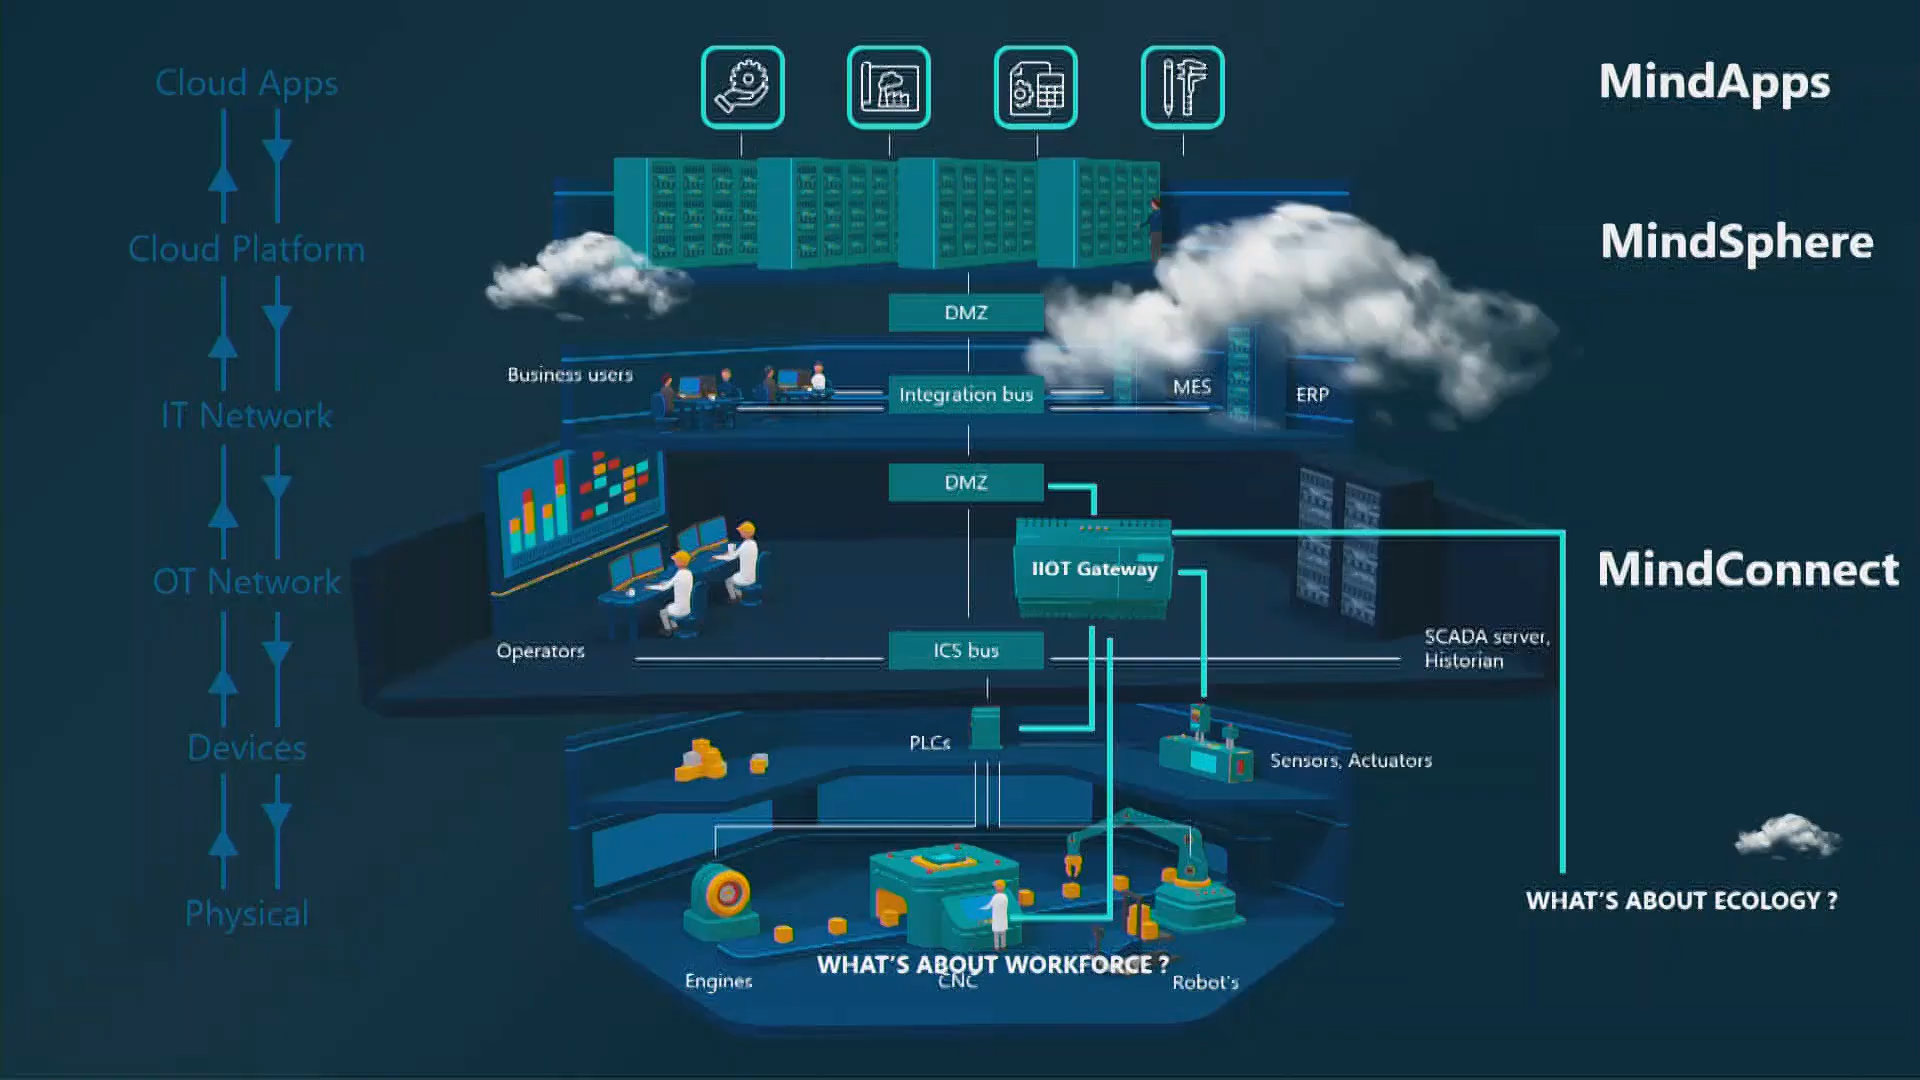 Cloud Apps
MindApps
Cloud Platform
MindSphere
DMZ
Business users
Integration bus
MES
ERP
IT Network
DMZ
IIOT Gateway
MindConnect
OT Network
Operators
ICS bus
SCADA server,
Historian
Devices
PLCs
Sensors, Actuators
Physical
WHAT'S ABOUT ECOLOGY ?
WHAT'S ABOUT WORKFORCE ?
Engines
CNC
Robot's